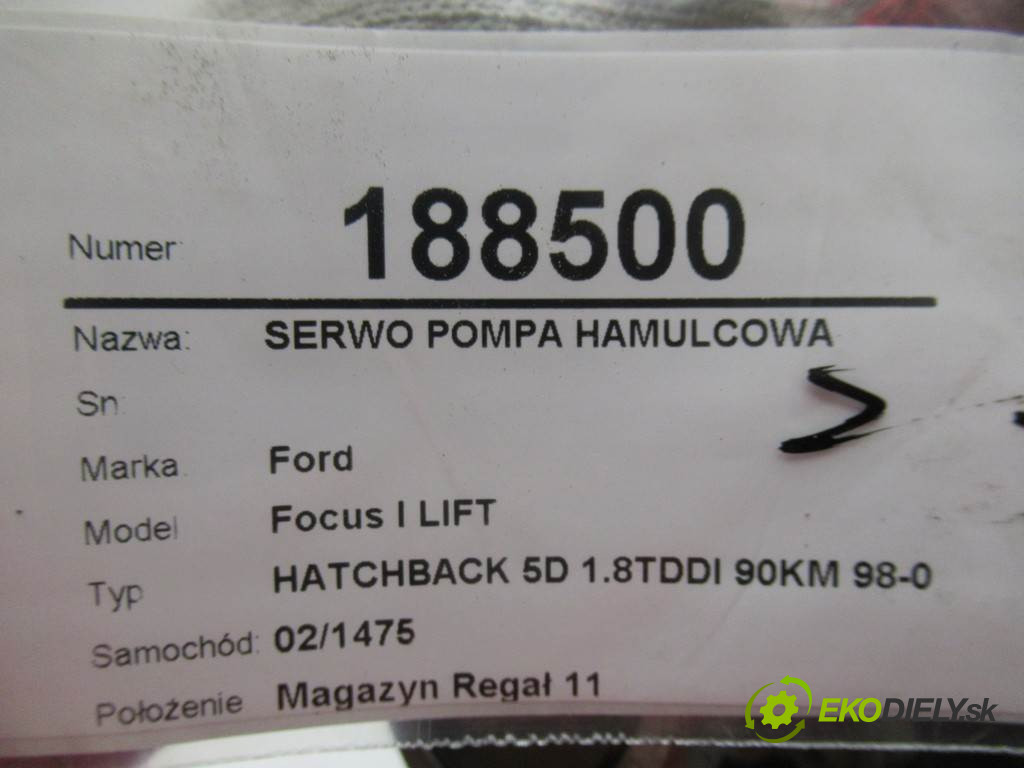 Numer: 188500
Nazwa: SERWO POMPA HAMULCOWA
Sn
Marka Ford
Model Focus I LIFT
Typ HATCHBACK 5D 1.8TDDI 90KM 98-0
Samochód: 02/1475
Położenie Magazyn Regał 11
EKODIELY.sk